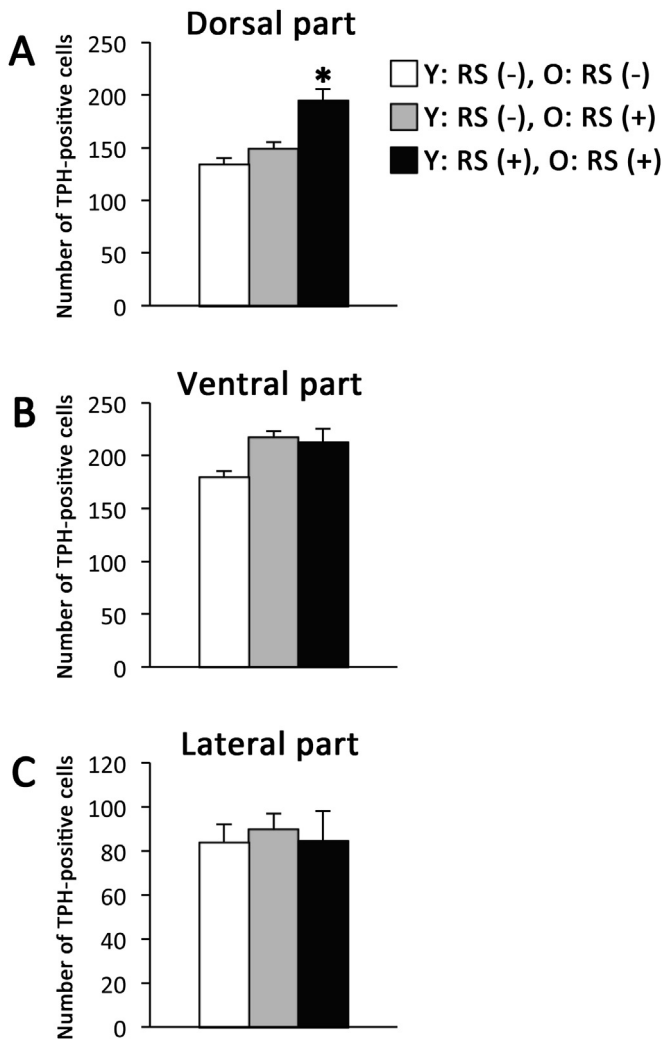 A
Dorsal part
Number of TPH-positive cells
250
200
150
100
50
0
*
Y: RS (-), O: RS (-)
Y: RS (-), O: RS (+)
Y: RS (+), O: RS (+)
B
Ventral part
Number of TPH-positive cells
250
200
150
100
50
0
C
Lateral part
Number of TPH-positive cells
120
100
80
60
40
20
0